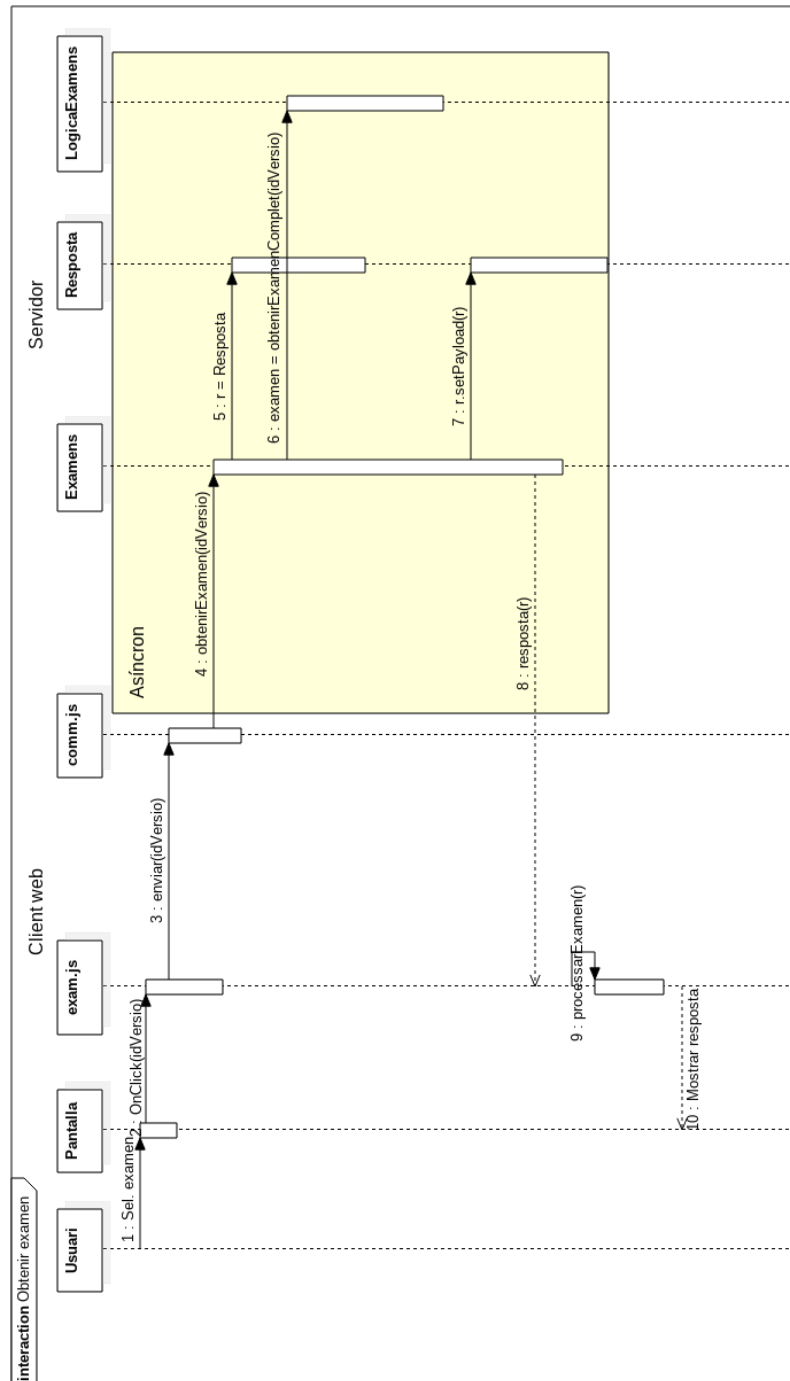 interaction Obtenir examen
Client web
Servidor
Usuari
Pantalla
exam.js
comm.js
Examens
Resposta
LogicaExamens
Asíncron
1 : Sel. examen
2 : OnClick(idVersio)
3 : enviar(idVersio)
4 : obtenirExamen(idVersio)
5 : r = Resposta
6 : examen = obtenirExamenComplet(idVersio)
7 : r.setPayload(r)
8 : resposta(r)
9 : processarExamen(r)
10 : Mostrar resposta